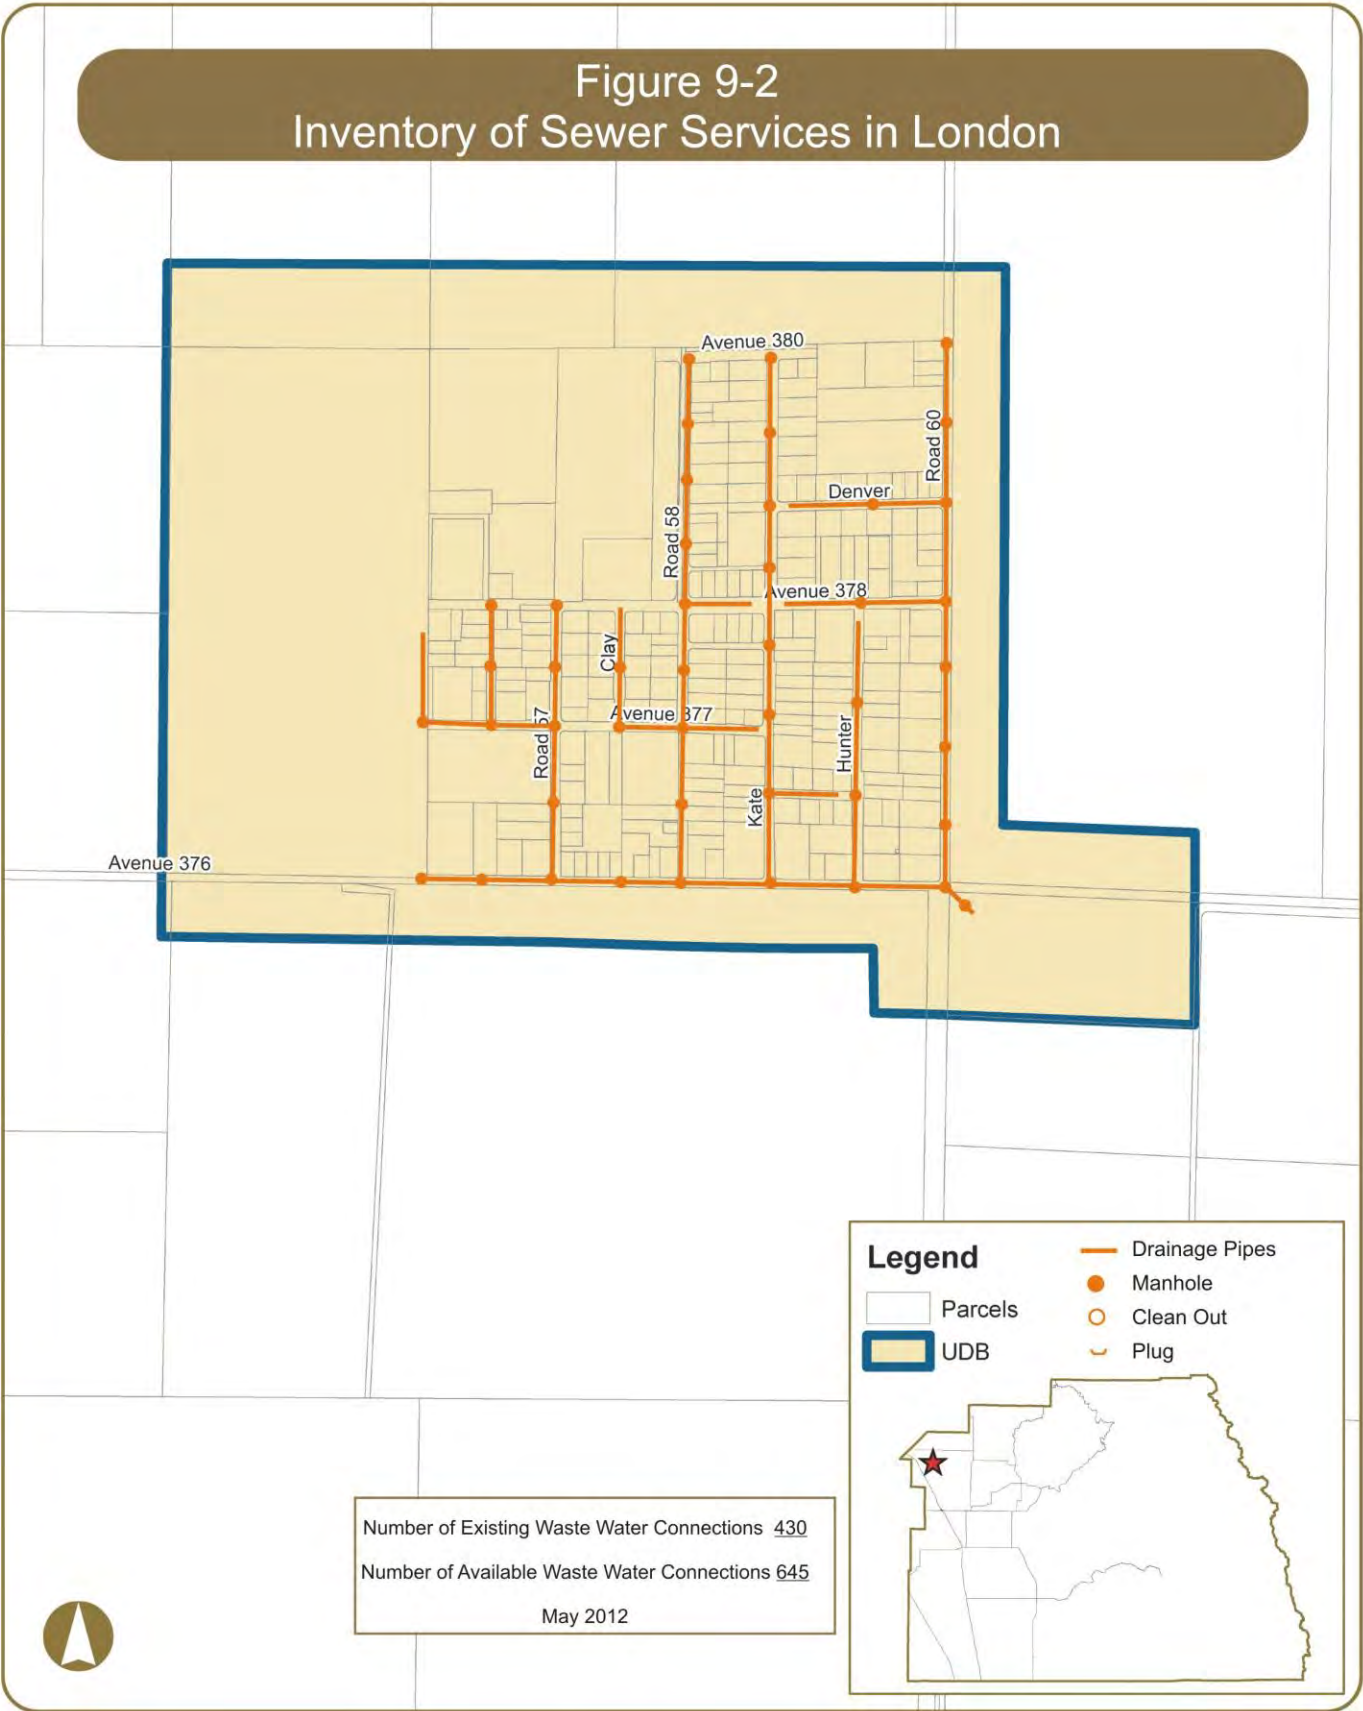 Figure 9-2
Inventory of Sewer Services in London
Avenue 380
Road 60
Denver
Road 58
Avenue 378
Clay
Avenue 377
Road 57
Hunter
Kate
Avenue 376
Legend
Parcels
UDB
Drainage Pipes
Manhole
Clean Out
Plug
Number of Existing Waste Water Connections 430
Number of Available Waste Water Connections 645
May 2012